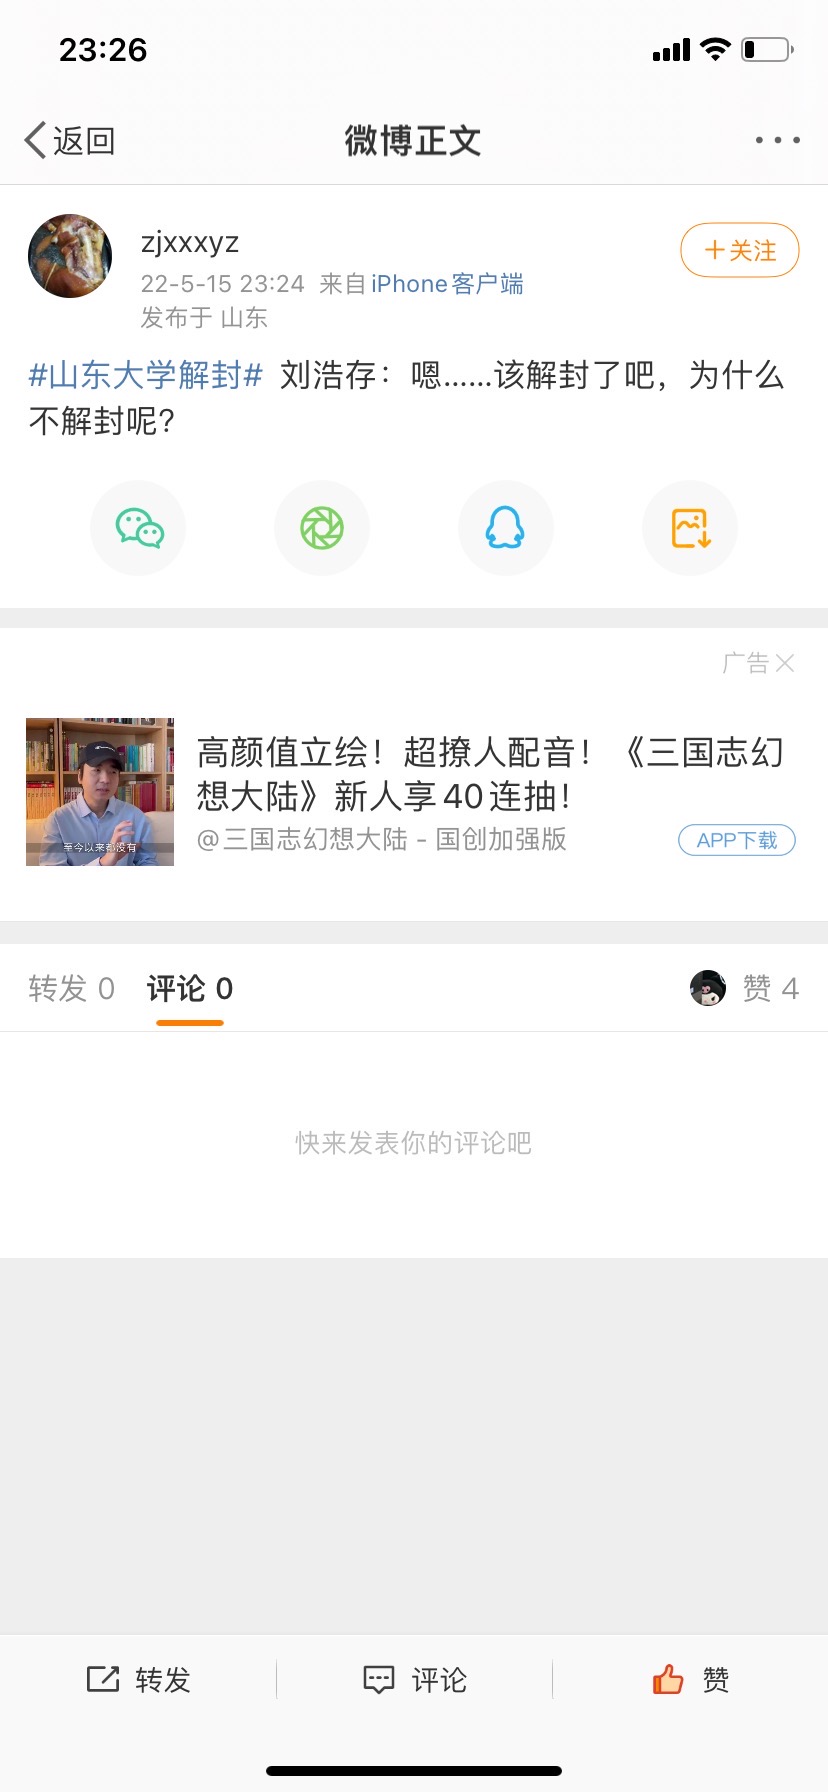 23:26
返回
微博正文
zjxxxyz
＋关注
22-5-15 23:24 来自 iPhone客户端
发布于 山东
#山东大学解封# 刘浩存：嗯……该解封了吧，为什么
不解封呢？
广告
高颜值立绘！超撩人配音！《三国志幻
想大陆》新人享40连抽！
@三国志幻想大陆 - 国创加强版
APP下载
至今以来都没有
转发 0 评论 0 赞 4
快来发表你的评论吧
转发 评论 赞